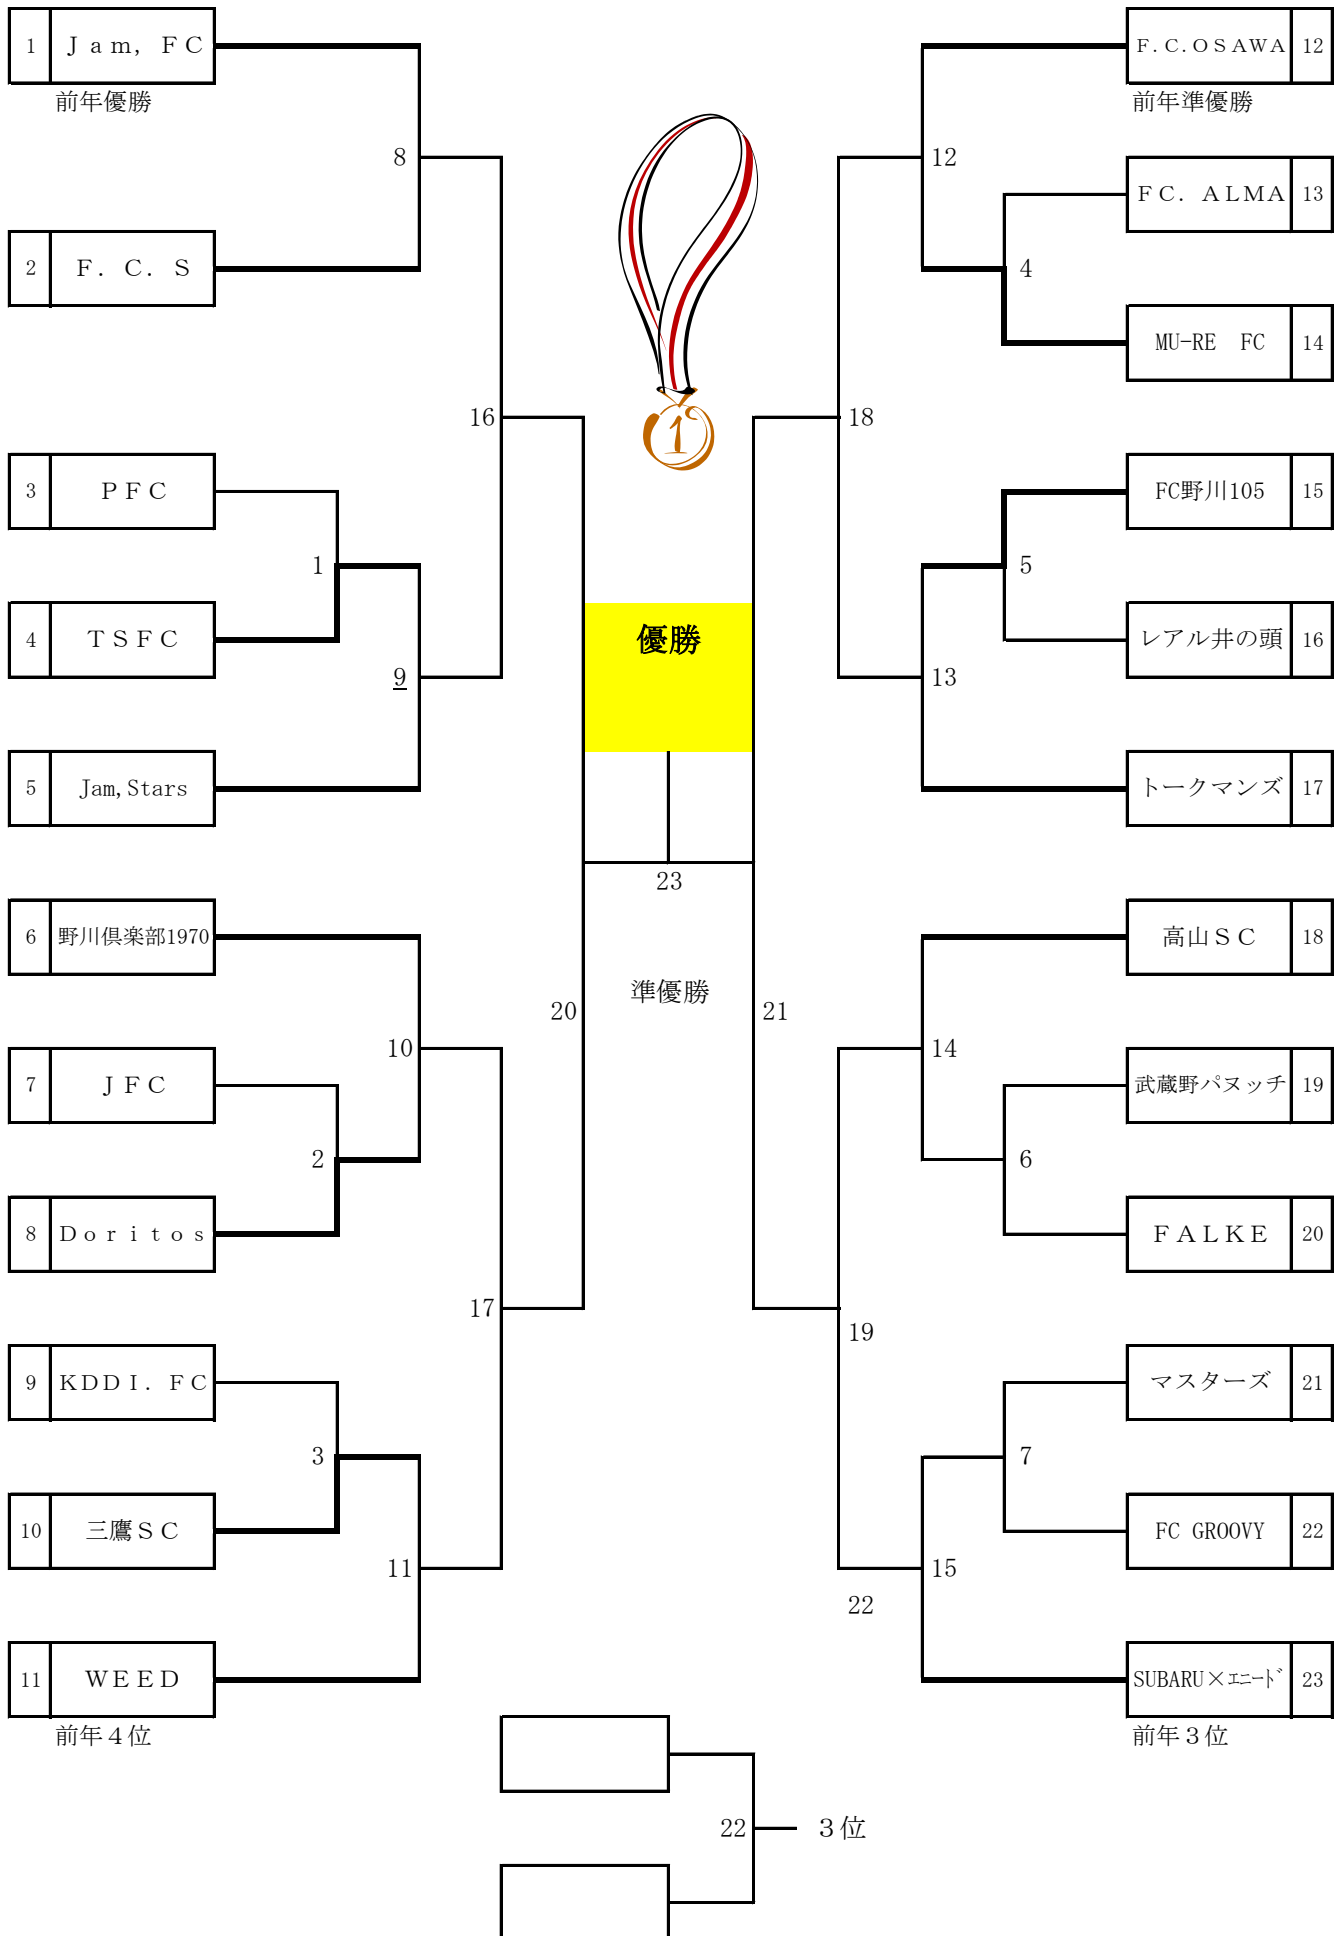 1 Ｊａｍ，ＦＣ
前年優勝
8
2 Ｆ．Ｃ．Ｓ
16
3 ＰＦＣ
1
4 ＴＳＦＣ
9
5 Jam,Stars
6 野川倶楽部1970
10
7 ＪＦＣ
2
8 Ｄｏｒｉｔｏｓ
17
9 ＫＤＤＩ．ＦＣ
3
10 三鷹ＳＣ
11
11 ＷＥＥＤ
前年４位
20
1
優勝
23
準優勝
21
F.C.OSAWA 12
前年準優勝
12
ＦＣ．ＡＬＭＡ 13
4
MU-RE　FC 14
18
FC野川105 15
5
レアル井の頭 16
13
トークマンズ 17
高山ＳＣ 18
14
武蔵野パヌッチ 19
6
ＦＡＬＫＥ 20
19
マスターズ 21
7
FC GROOVY 22
15
22
SUBARU×ｴﾆｰﾄﾞ 23
前年３位
22
３位